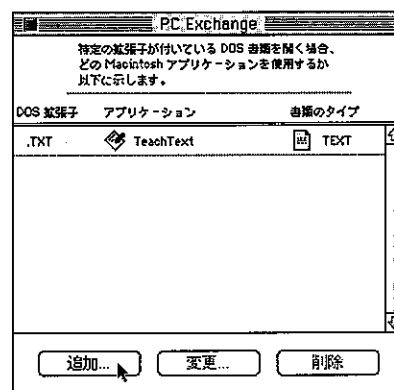 PC Exchange
特定の拡張子が付いている DOS 書類を開く場合、
どの Macintosh アプリケーションを使用するか
以下に示します。
DOS 拡張子 アプリケーション 書類のタイプ
.TXT TeachText TEXT
追加... 変更... 削除